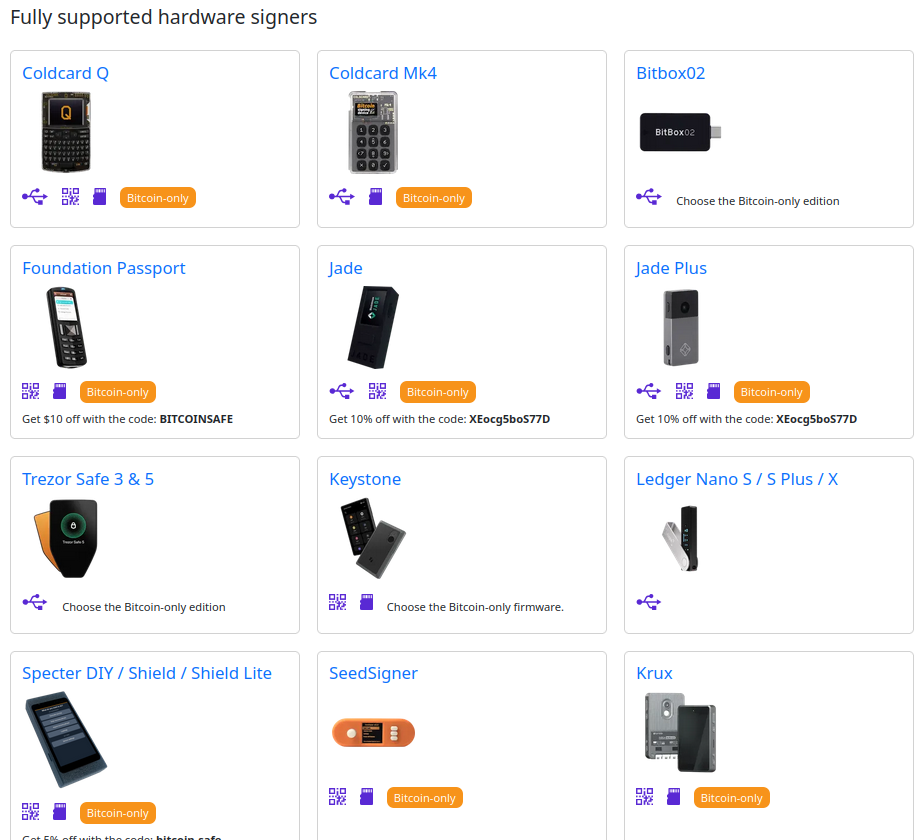 Fully supported hardware signers
Coldcard Q
Coldcard Mk4
Bitbox02
Q
BitBox02
Bitcoin-only
Bitcoin-only
Choose the Bitcoin-only edition
Foundation Passport
Jade
Jade Plus
JADE
Bitcoin-only
Bitcoin-only
Bitcoin-only
Get $10 off with the code: BITCOINSAFE
Get 10% off with the code: XEocg5boS77D
Get 10% off with the code: XEocg5boS77D
Trezor Safe 3 & 5
Keystone
Ledger Nano S / S Plus / X
Trezor Safe 5
Choose the Bitcoin-only edition
Choose the Bitcoin-only firmware.
Specter DIY / Shield / Shield Lite
SeedSigner
Krux
Bitcoin-only
Bitcoin-only
Bitcoin-only
Get 5% off with the code: bitcoin-safe